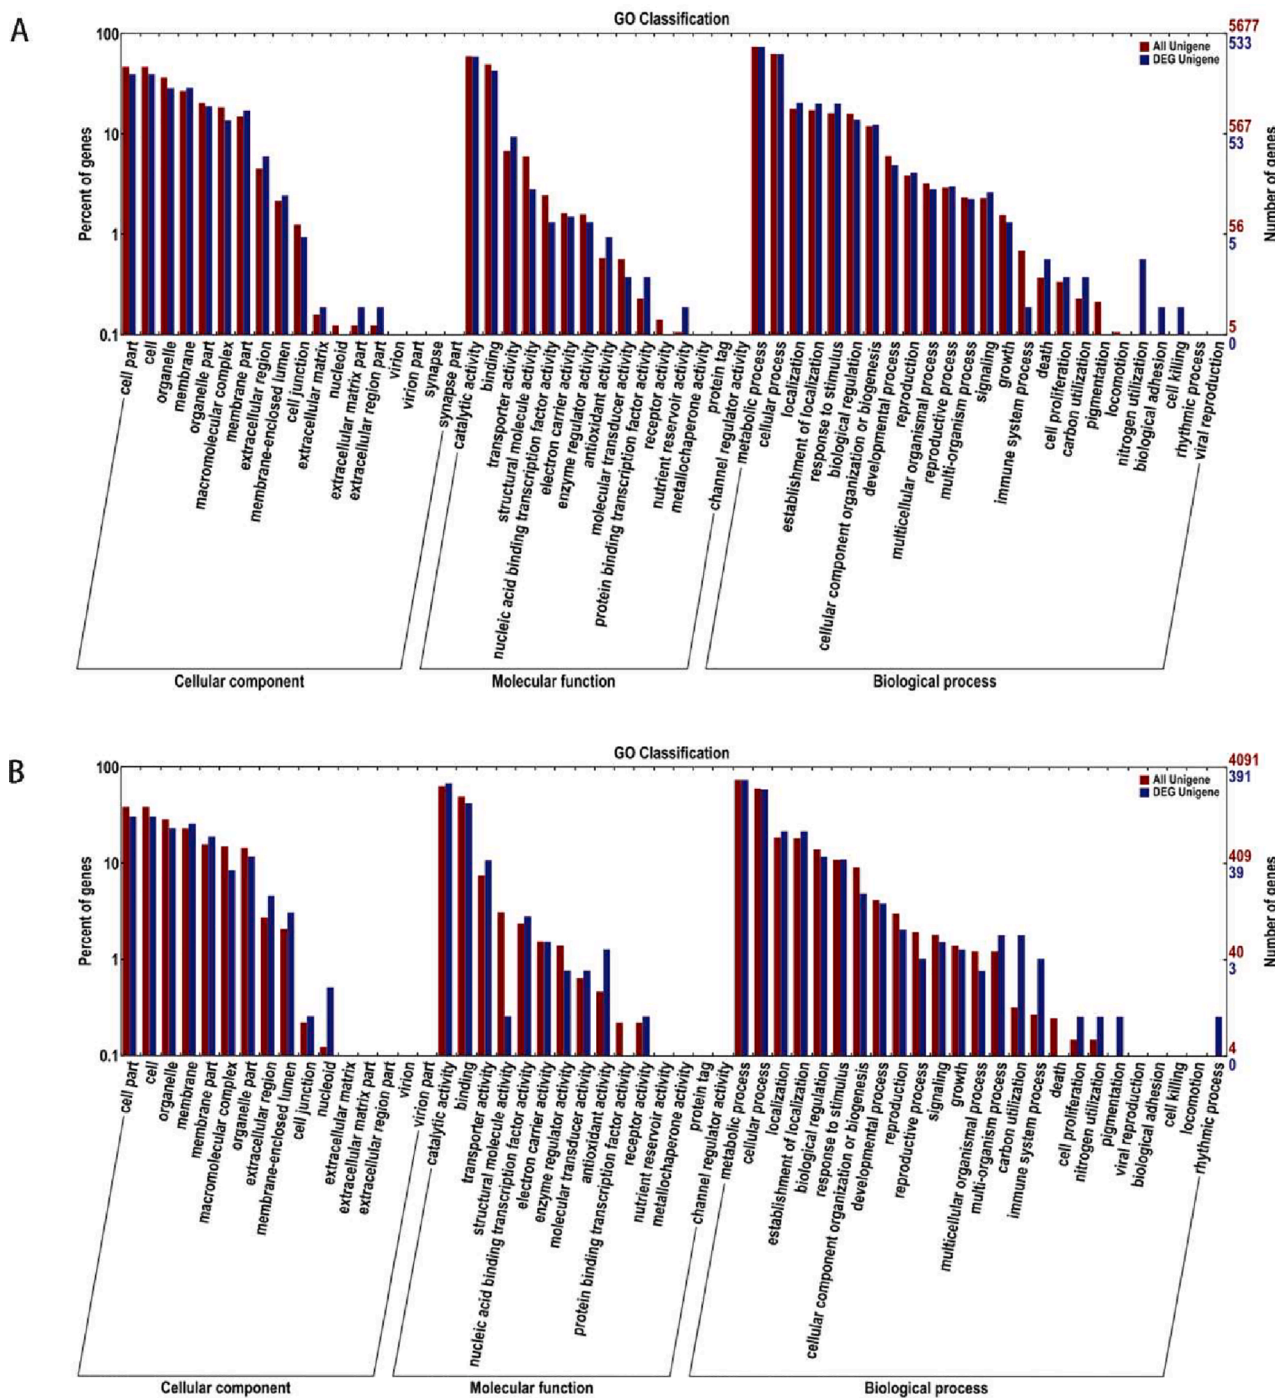 A
GO Classification
100
10
1
0.1
Percent of genes
All Unigene
DEG Unigene
5677
533
567
53
56
5
5
0
Number of genes
cell part
cell
organelle
membrane
organelle part
macromolecular complex
membrane part
extracellular region
membrane-enclosed lumen
cell junction
extracellular matrix
nucleoid
extracellular matrix part
extracellular region part
virion
virion part
synapse
synapse part
catalytic activity
binding
transporter activity
structural molecule activity
nucleic acid binding transcription factor activity
electron carrier activity
enzyme regulator activity
antioxidant activity
molecular transducer activity
protein binding transcription factor activity
receptor activity
nutrient reservoir activity
metallochaperone activity
protein tag
channel regulator activity
metabolic process
cellular process
localization
establishment of localization
response to stimulus
biological regulation
cellular component organization or biogenesis
developmental process
reproduction
multicellular organismal process
reproductive process
multi-organism process
signaling
growth
immune system process
death
cell proliferation
carbon utilization
pigmentation
locomotion
nitrogen utilization
biological adhesion
cell killing
rhythmic process
viral reproduction
Cellular component
Molecular function
Biological process
B
GO Classification
100
10
1
0.1
Percent of genes
All Unigene
DEG Unigene
4091
391
409
39
40
3
4
0
Number of genes
cell part
cell
organelle
membrane
membrane part
macromolecular complex
organelle part
extracellular region
membrane-enclosed lumen
cell junction
nucleoid
extracellular matrix
extracellular matrix part
extracellular region part
virion
virion part
catalytic activity
binding
transporter activity
structural molecule activity
nucleic acid binding transcription factor activity
electron carrier activity
enzyme regulator activity
molecular transducer activity
antioxidant activity
protein binding transcription factor activity
receptor activity
nutrient reservoir activity
metallochaperone activity
protein tag
channel regulator activity
metabolic process
cellular process
localization
establishment of localization
biological regulation
response to stimulus
cellular component organization or biogenesis
developmental process
reproduction
reproductive process
signaling
growth
multicellular organismal process
multi-organism process
carbon utilization
immune system process
death
cell proliferation
nitrogen utilization
pigmentation
viral reproduction
biological adhesion
cell killing
locomotion
rhythmic process
Cellular component
Molecular function
Biological process